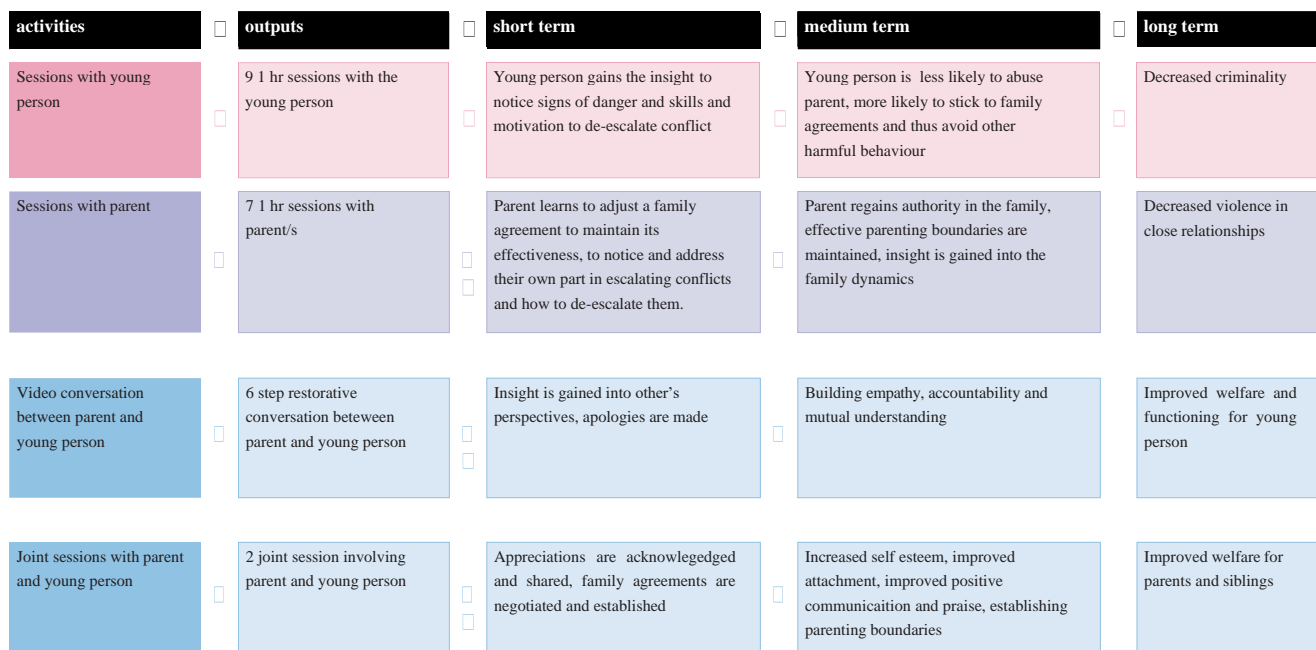 activities
outputs
short term
medium term
long term
Sessions with young
person
9 1 hr sessions with the
young person
Young person gains the insight to
notice signs of danger and skills and
motivation to de-escalate conflict
Young person is  less likely to abuse
parent, more likely to stick to family
agreements and thus avoid other
harmful behaviour
Decreased criminality
Sessions with parent
7 1 hr sessions with
parent/s
Parent learns to adjust a family
agreement to maintain its
effectiveness, to notice and address
their own part in escalating conflicts
and how to de-escalate them.
Parent regains authority in the family,
effective parenting boundaries are
maintained, insight is gained into the
family dynamics
Decreased violence in
close relationships
Video conversation
between parent and
young person
6 step restorative
conversation beteween
parent and young person
Insight is gained into other's
perspectives, apologies are made
Building empathy, accountability and
mutual understanding
Improved welfare and
functioning for young
person
Joint sessions with parent
and young person
2 joint session involving
parent and young person
Appreciations are acknowlegedged
and shared, family agreements are
negotiated and established
Increased self esteem, improved
attachment, improved positive
communicaition and praise, establishing
parenting boundaries
Improved welfare for
parents and siblings